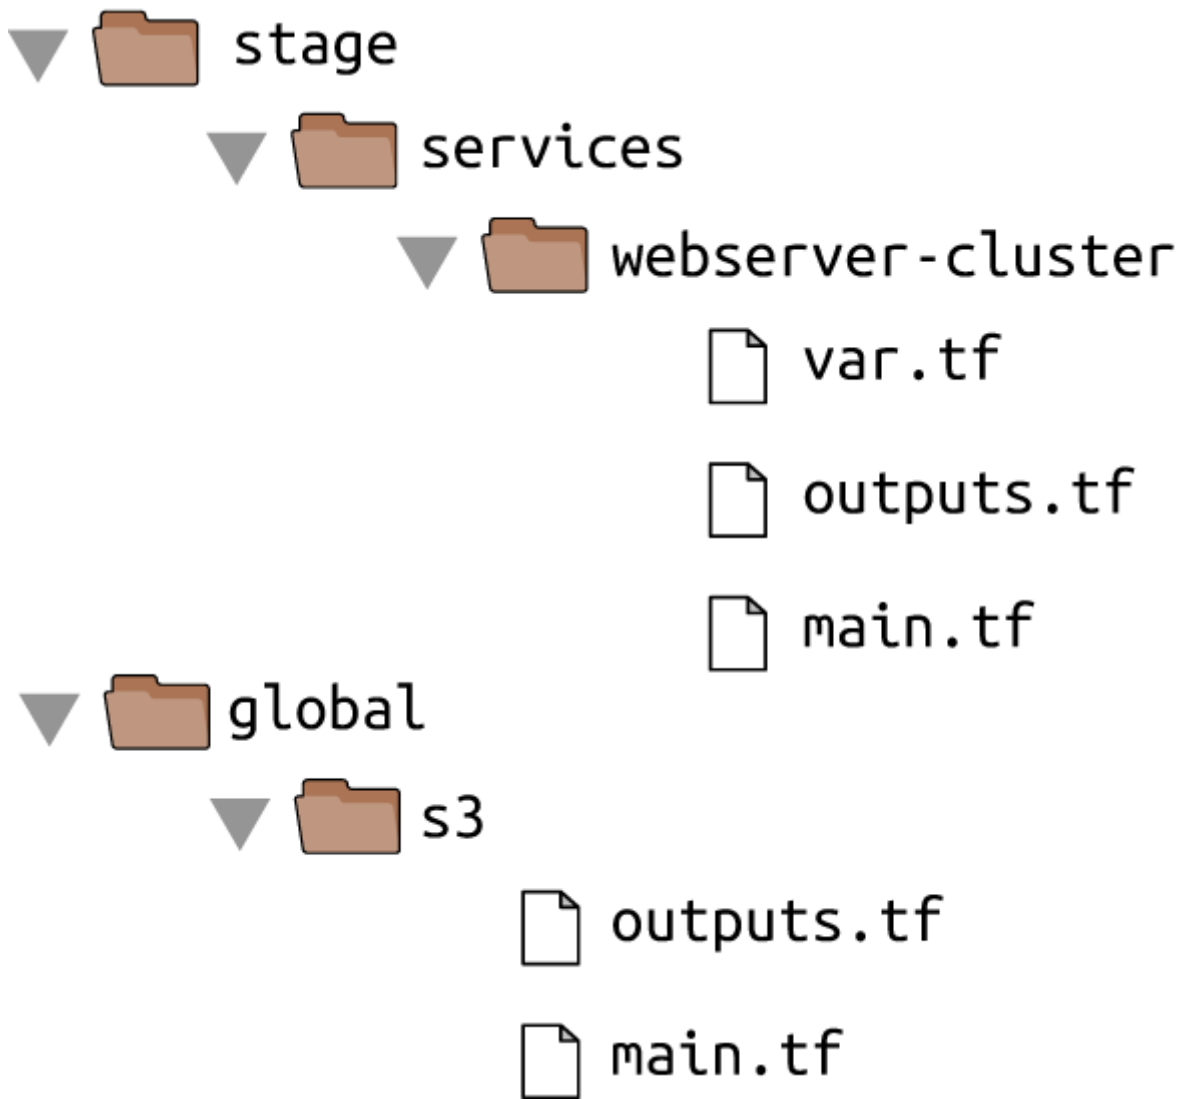 stage
services
webserver-cluster
var.tf
outputs.tf
main.tf
global
s3
outputs.tf
main.tf